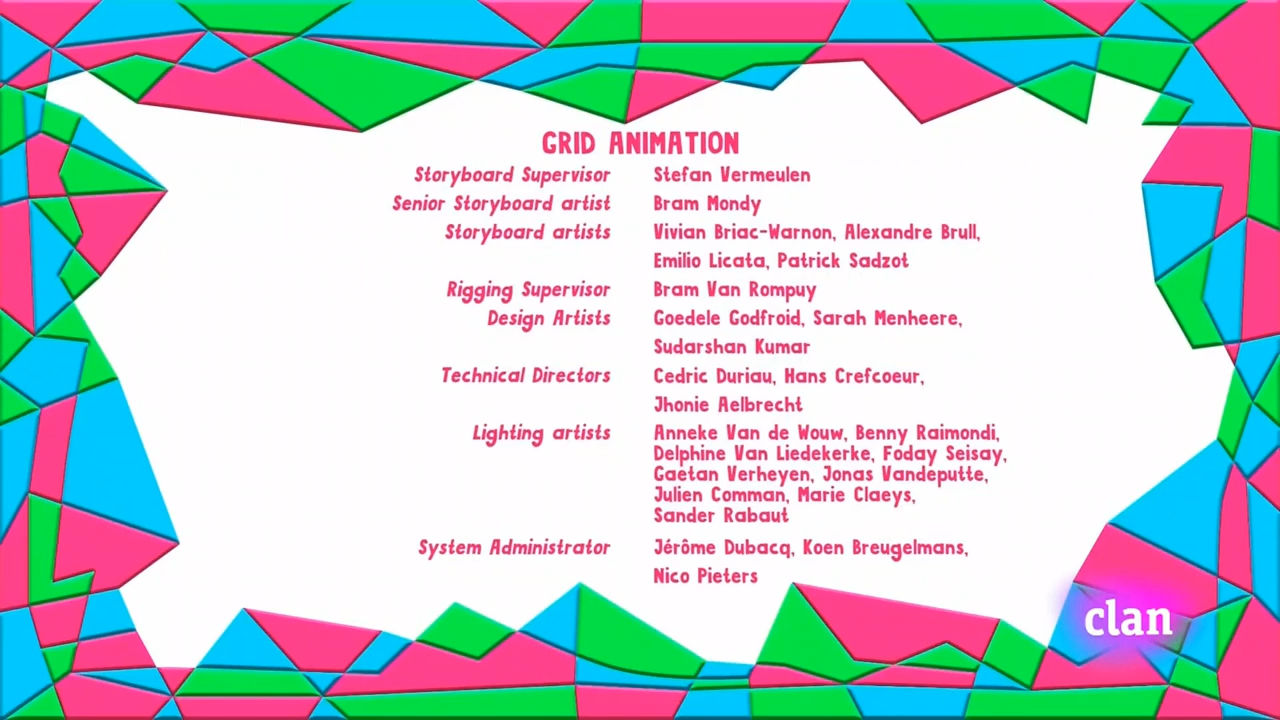 GRID ANIMATION
Storyboard Supervisor Stefan Vermeulen
Senior Storyboard artist Bram Mondy
Storyboard artists Vivian Briac-Warnon, Alexandre Brull,
Emilio Licata, Patrick Sadzot
Rigging Supervisor Bram Van Rompuy
Design Artists Goedele Godfroid, Sarah Menheere,
Sudarshan Kumar
Technical Directors Cedric Duriau, Hans Crefcoeur,
Jhonie Aelbrecht
Lighting artists Anneke Van de Wouw, Benny Raimondi,
Delphine Van Liedekerke, Foday Seisay,
Gaetan Verheyen, Jonas Vandeputte,
Julien Comman, Marie Claeys,
Sander Rabaut
System Administrator Jérôme Dubacq, Koen Breugelmans,
Nico Pieters
clan